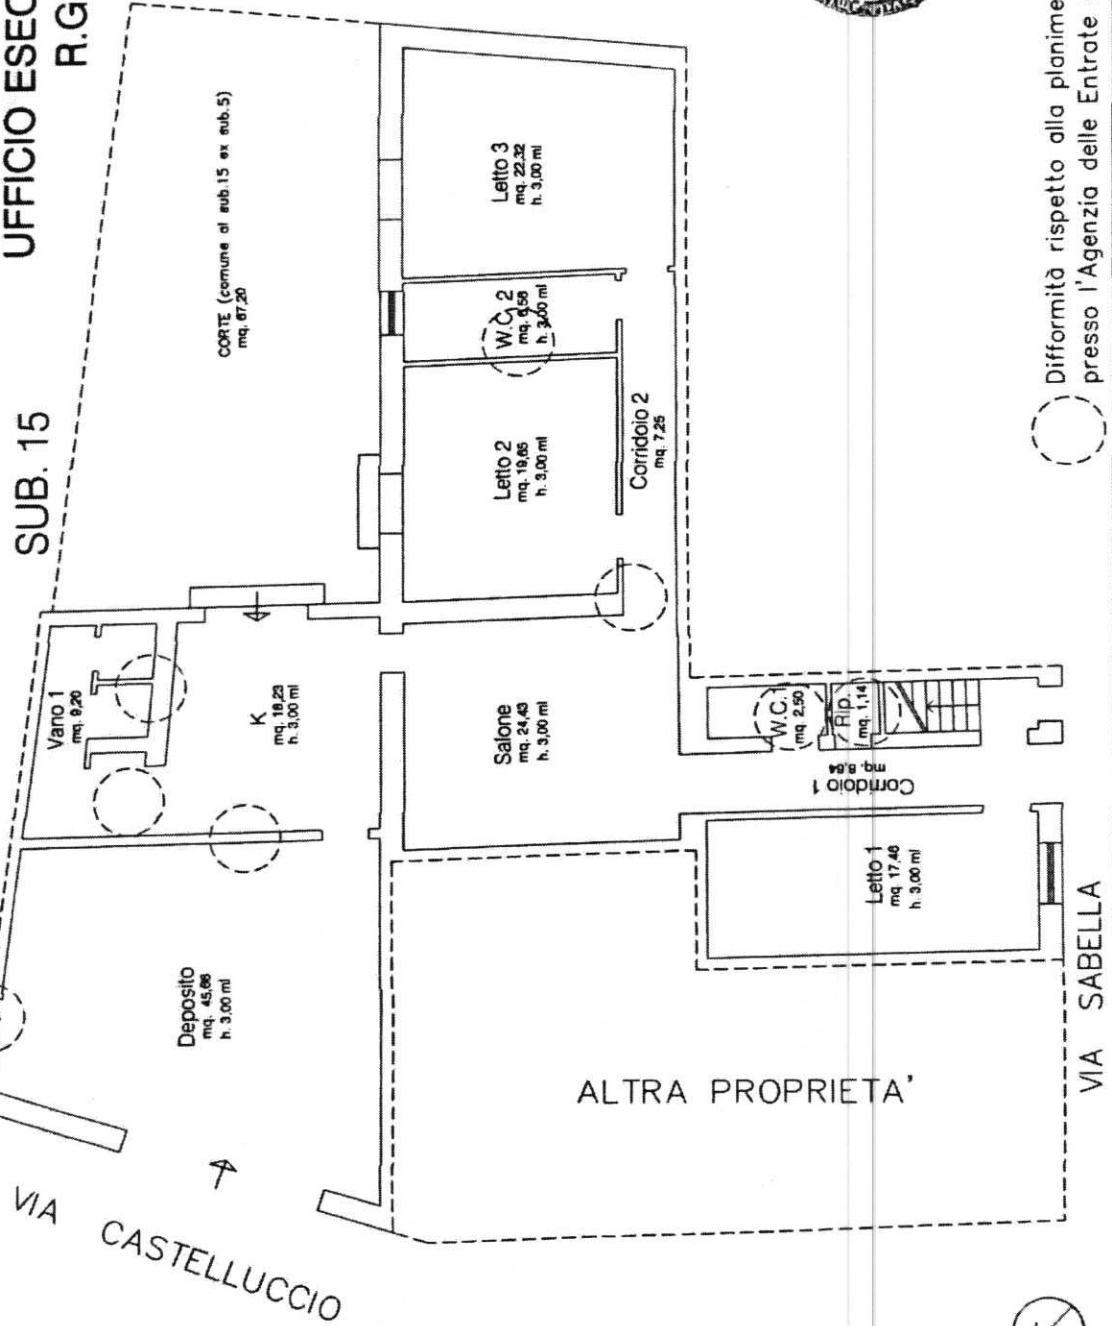 UFFICIO ESEC
R.G
SUB. 15
CORTE (comune al sub.15 ex sub.5)
mq. 67,20
Letto 3
mq. 22,32
h. 3,00 ml
W.C. 2
mq. 6,56
h. 3,00 ml
Letto 2
mq. 19,65
h. 3,00 ml
Corridoio 2
mq. 7,25
Vano 1
mq. 9,20
K
mq. 18,23
h. 3,00 ml
Salone
mq. 24,43
h. 3,00 ml
W.C.1
mq. 2,50
Rip.
mq. 1,14
Corridoio 1
Letto 1
mq. 17,46
h. 3,00 ml
Deposito
mq. 45,66
h. 3,00 ml
ALTRA PROPRIETA'
VIA CASTELLUCCIO
VIA SABELLA
Difformità rispetto alla planime
presso l'Agenzia delle Entrate